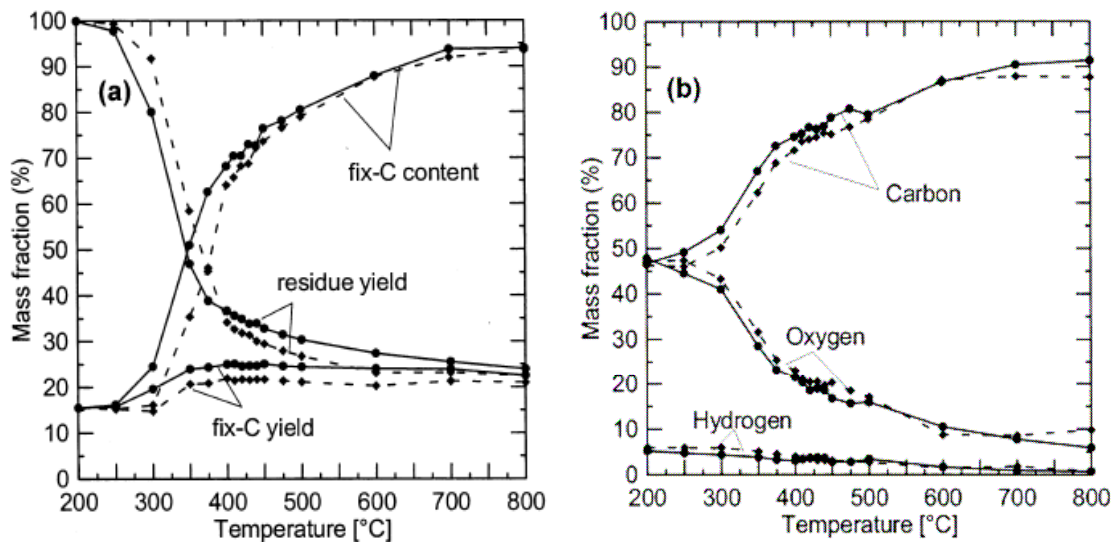 100
90
80
70
60
50
40
30
20
10
0
Mass fraction (%)
(a)
fix-C content
residue yield
fix-C yield
200 300 400 500 600 700 800
Temperature [°C]
100
90
80
70
60
50
40
30
20
10
0
Mass fraction (%)
(b)
Carbon
Oxygen
Hydrogen
200 300 400 500 600 700 800
Temperature [°C]